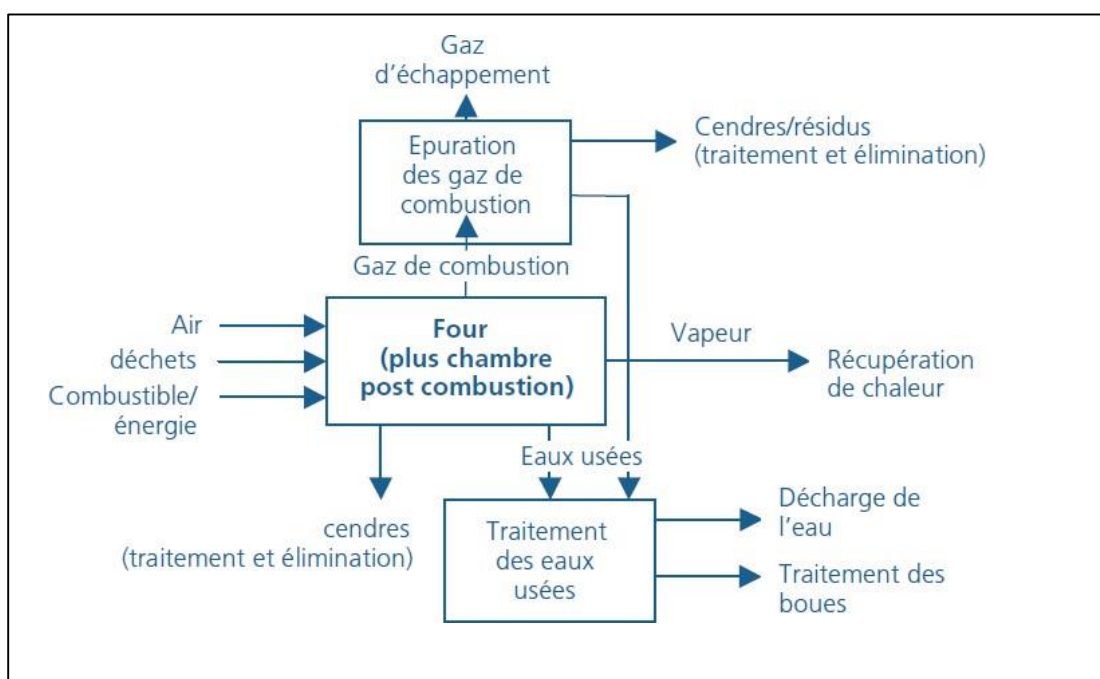 Gaz
d'échappement
Epuration
des gaz de
combustion
Cendres/résidus
(traitement et élimination)
Gaz de combustion
Air
déchets
Combustible/
énergie
Four
(plus chambre
post combustion)
Vapeur
Récupération
de chaleur
Eaux usées
cendres
(traitement et élimination)
Traitement
des eaux
usées
Décharge de
l'eau
Traitement des
boues